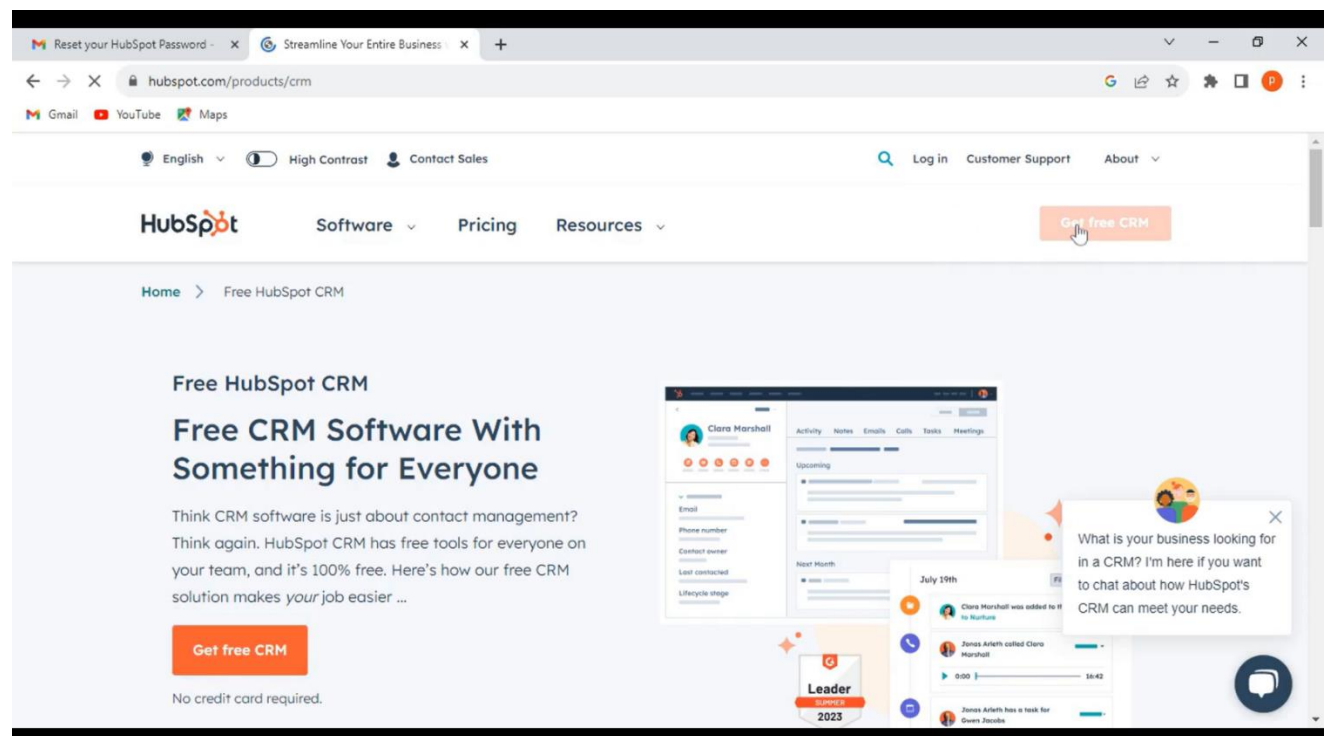 Reset your HubSpot Password -
Streamline Your Entire Business
hubspot.com/products/crm
Gmail YouTube Maps
English High Contrast Contact Sales Log in Customer Support About
HubSpot Software Pricing Resources Get free CRM
Home Free HubSpot CRM
Free HubSpot CRM
Free CRM Software With
Something for Everyone
Think CRM software is just about contact management?
Think again. HubSpot CRM has free tools for everyone on
your team, and it's 100% free. Here's how our free CRM
solution makes your job easier ...
Get free CRM
No credit card required.
Clara Marshall
Email
Phone number
Contact owner
Last contacted
Lifecycle stage
Activity Notes Emails Calls Tasks Meetings
Upcoming
Next Month
July 19th
Clara Marshall was added to
to Nurture
Jonas Arleth called Clara
Marshall
0:00 16:42
Jonas Arleth has a task for
Gwen Jacobs
G
Leader
SUMMER
2023
What is your business looking for
in a CRM? I'm here if you want
to chat about how HubSpot's
CRM can meet your needs.